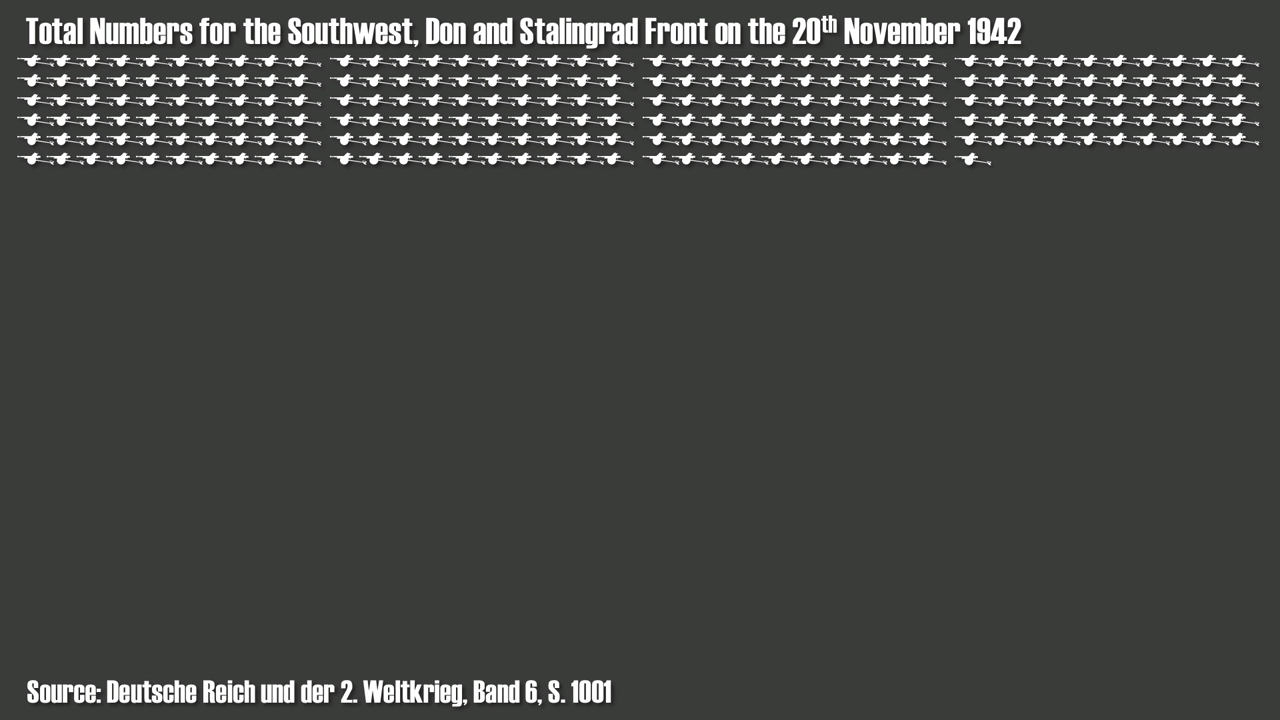 Total Numbers for the Southwest, Don and Stalingrad Front on the 20th November 1942
Source: Deutsche Reich und der 2. Weltkrieg, Band 6, S. 1001